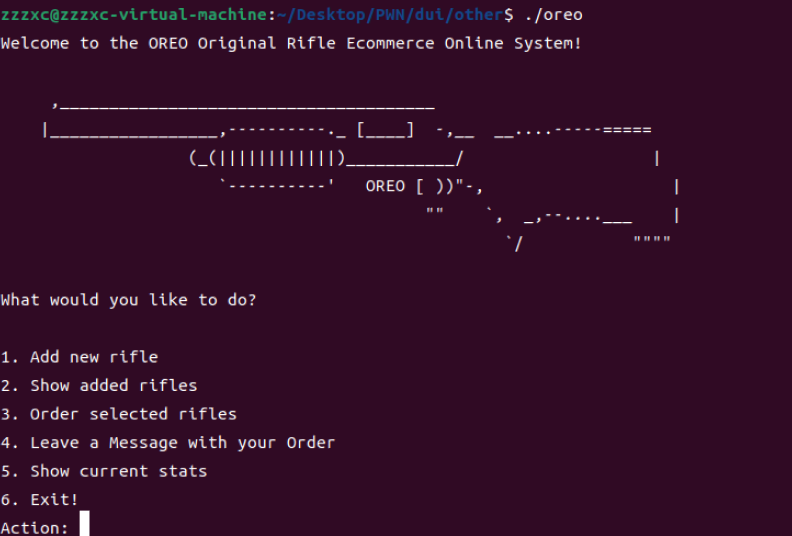 zzzxc@zzzxc-virtual-machine:~/Desktop/PWN/dui/other$ ./oreo
Welcome to the OREO Original Rifle Ecommerce Online System!
     ,______________________________________
    |_________________,----------._ [____]  -,__  __....-----=====
                   (_(||||||||||||)___________/                   |
                      `----------'   OREO [ ))"-,                   |
                                           ""    `,  _,--....___    |
                                                   `/           """"
What would you like to do?
1. Add new rifle
2. Show added rifles
3. Order selected rifles
4. Leave a Message with your Order
5. Show current stats
6. Exit!
Action: